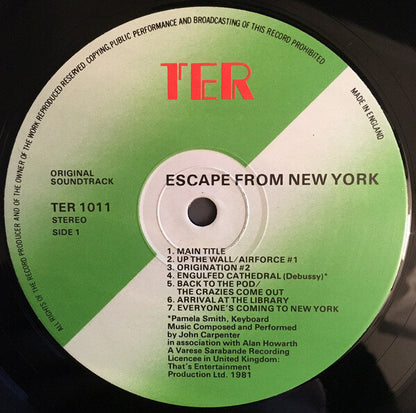 ALL RIGHTS OF THE RECORD PRODUCER AND OF THE OWNER OF THE WORK REPRODUCED RESERVED COPYING, PUBLIC PERFORMANCE AND BROADCASTING OF THIS RECORD PROHIBITED
TER
MADE IN ENGLAND
ORIGINAL
SOUNDTRACK
ESCAPE FROM NEW YORK
TER 1011
STEREO
SIDE 1
1. MAIN TITLE
2. UP THE WALL/AIRFORCE #1
3. ORIGINATION #2
4. ENGULFED CATHEDRAL (Debussy)*
5. BACK TO THE POD/
THE CRAZIES COME OUT
6. ARRIVAL AT THE LIBRARY
7. EVERYONE'S COMING TO NEW YORK
*Pamela Smith, Keyboard
Music Composed and Performed
by John Carpenter
in association with Alan Howarth
A Varese Sarabande Recording
Licencee in United Kingdom:
That's Entertainment
Production Ltd. 1981